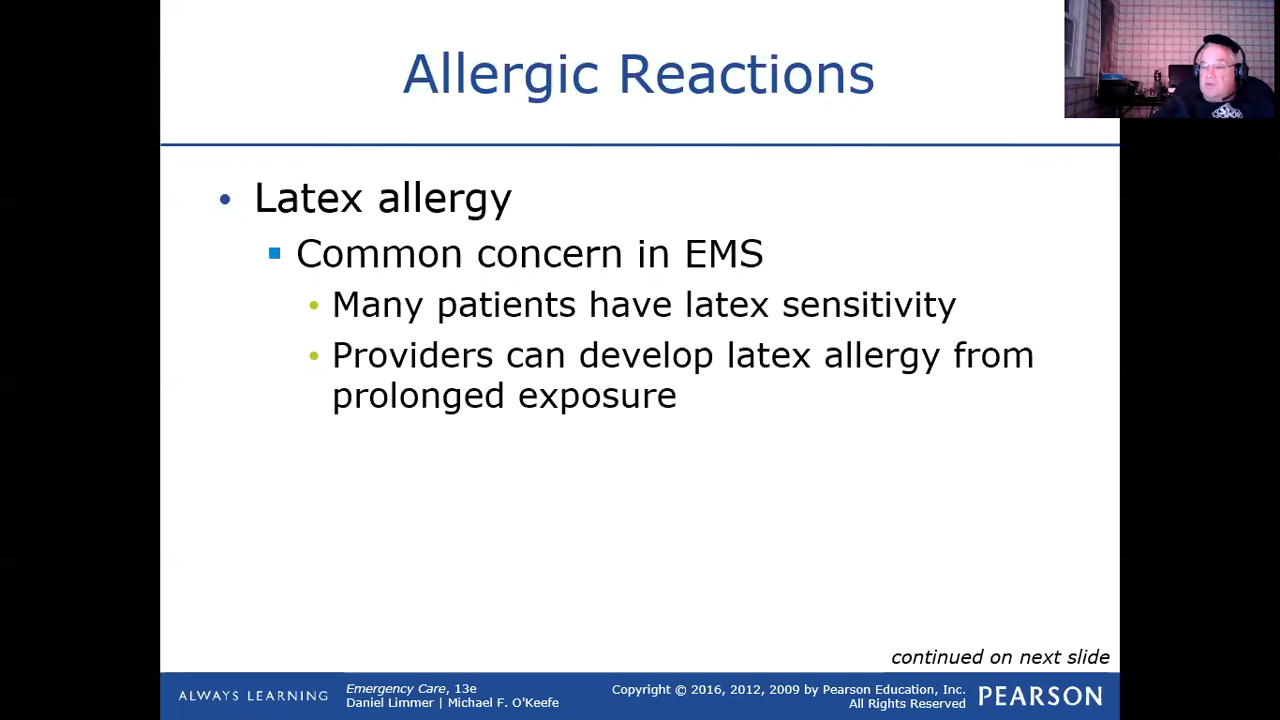 Allergic Reactions
Latex allergy
Common concern in EMS
Many patients have latex sensitivity
Providers can develop latex allergy from
prolonged exposure
continued on next slide
ALWAYS LEARNING
Emergency Care, 13e
Daniel Limmer | Michael F. O'Keefe
Copyright © 2016, 2012, 2009 by Pearson Education, Inc.
All Rights Reserved
PEARSON